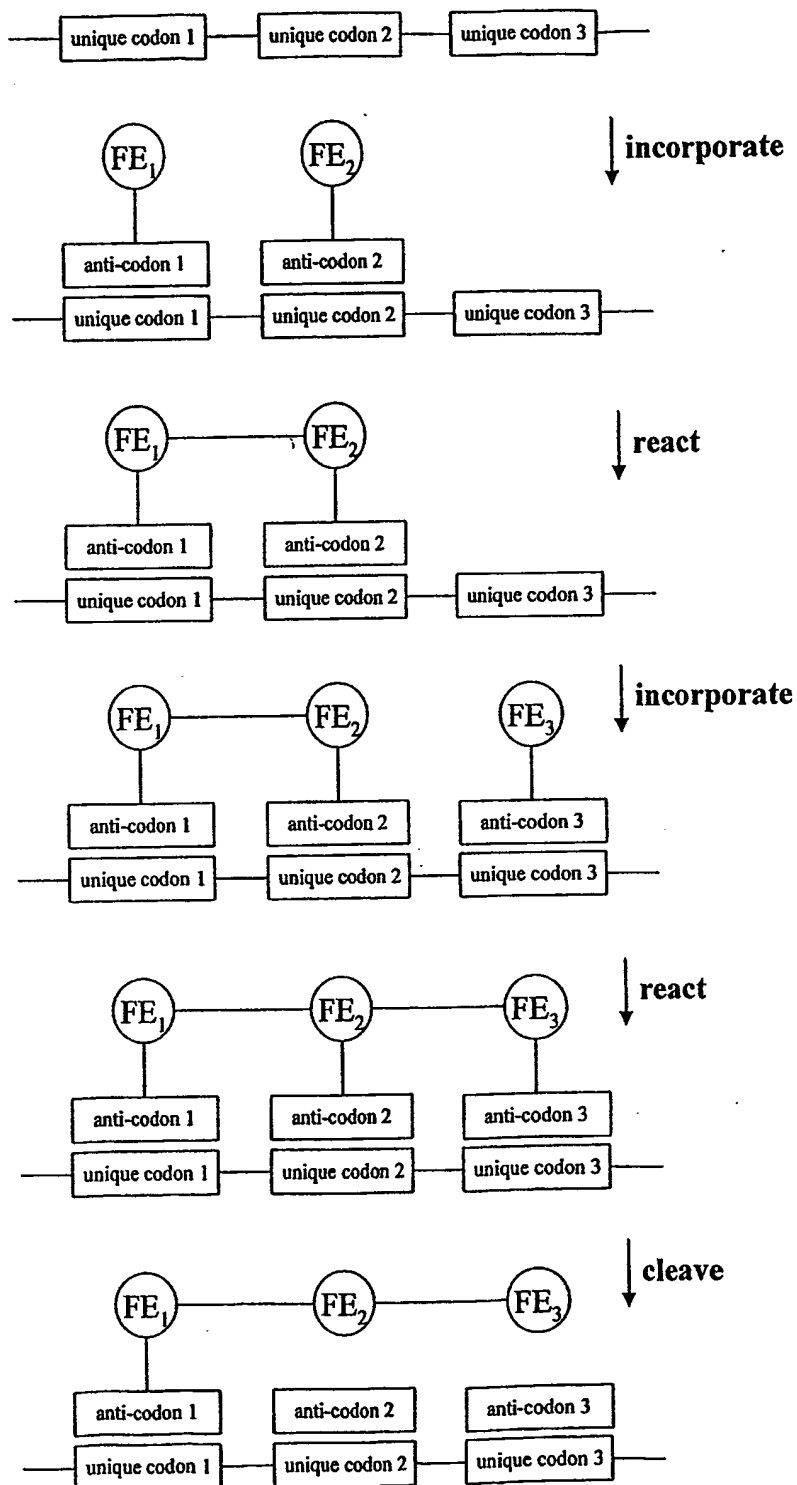 unique codon 1 unique codon 2 unique codon 3
incorporate
FE1 FE2
anti-codon 1 anti-codon 2
unique codon 1 unique codon 2 unique codon 3
react
FE1 FE2
anti-codon 1 anti-codon 2
unique codon 1 unique codon 2 unique codon 3
incorporate
FE1 FE2 FE3
anti-codon 1 anti-codon 2 anti-codon 3
unique codon 1 unique codon 2 unique codon 3
react
FE1 FE2 FE3
anti-codon 1 anti-codon 2 anti-codon 3
unique codon 1 unique codon 2 unique codon 3
cleave
FE1 FE2 FE3
anti-codon 1 anti-codon 2 anti-codon 3
unique codon 1 unique codon 2 unique codon 3